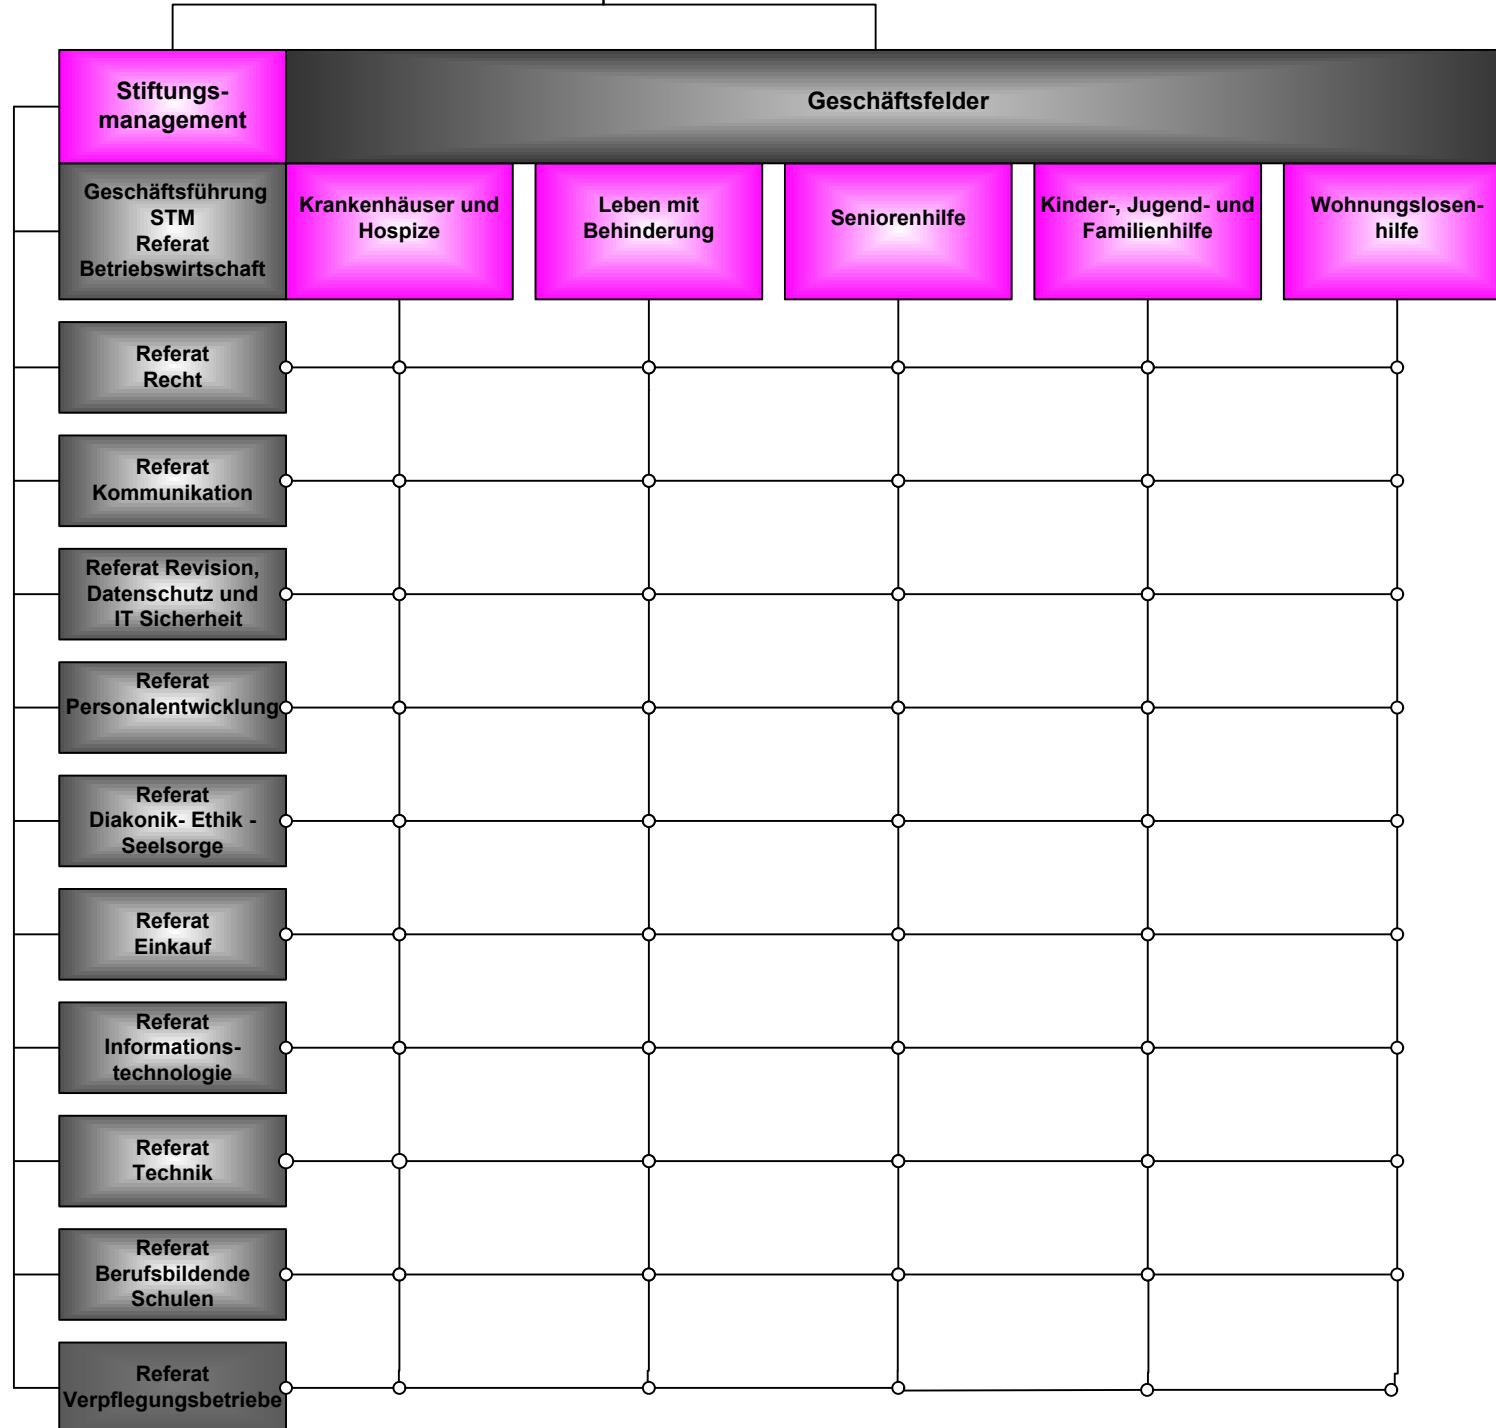 Stiftungs-
management
Geschäftsfelder
Geschäftsführung
STM
Referat
Betriebswirtschaft
Krankenhäuser und
Hospize
Leben mit
Behinderung
Seniorenhilfe
Kinder-, Jugend- und
Familienhilfe
Wohnungslosen-
hilfe
Referat
Recht
Referat
Kommunikation
Referat Revision,
Datenschutz und
IT Sicherheit
Referat
Personalentwicklung
Referat
Diakonik- Ethik -
Seelsorge
Referat
Einkauf
Referat
Informations-
technologie
Referat
Technik
Referat
Berufsbildende
Schulen
Referat
Verpflegungsbetriebe